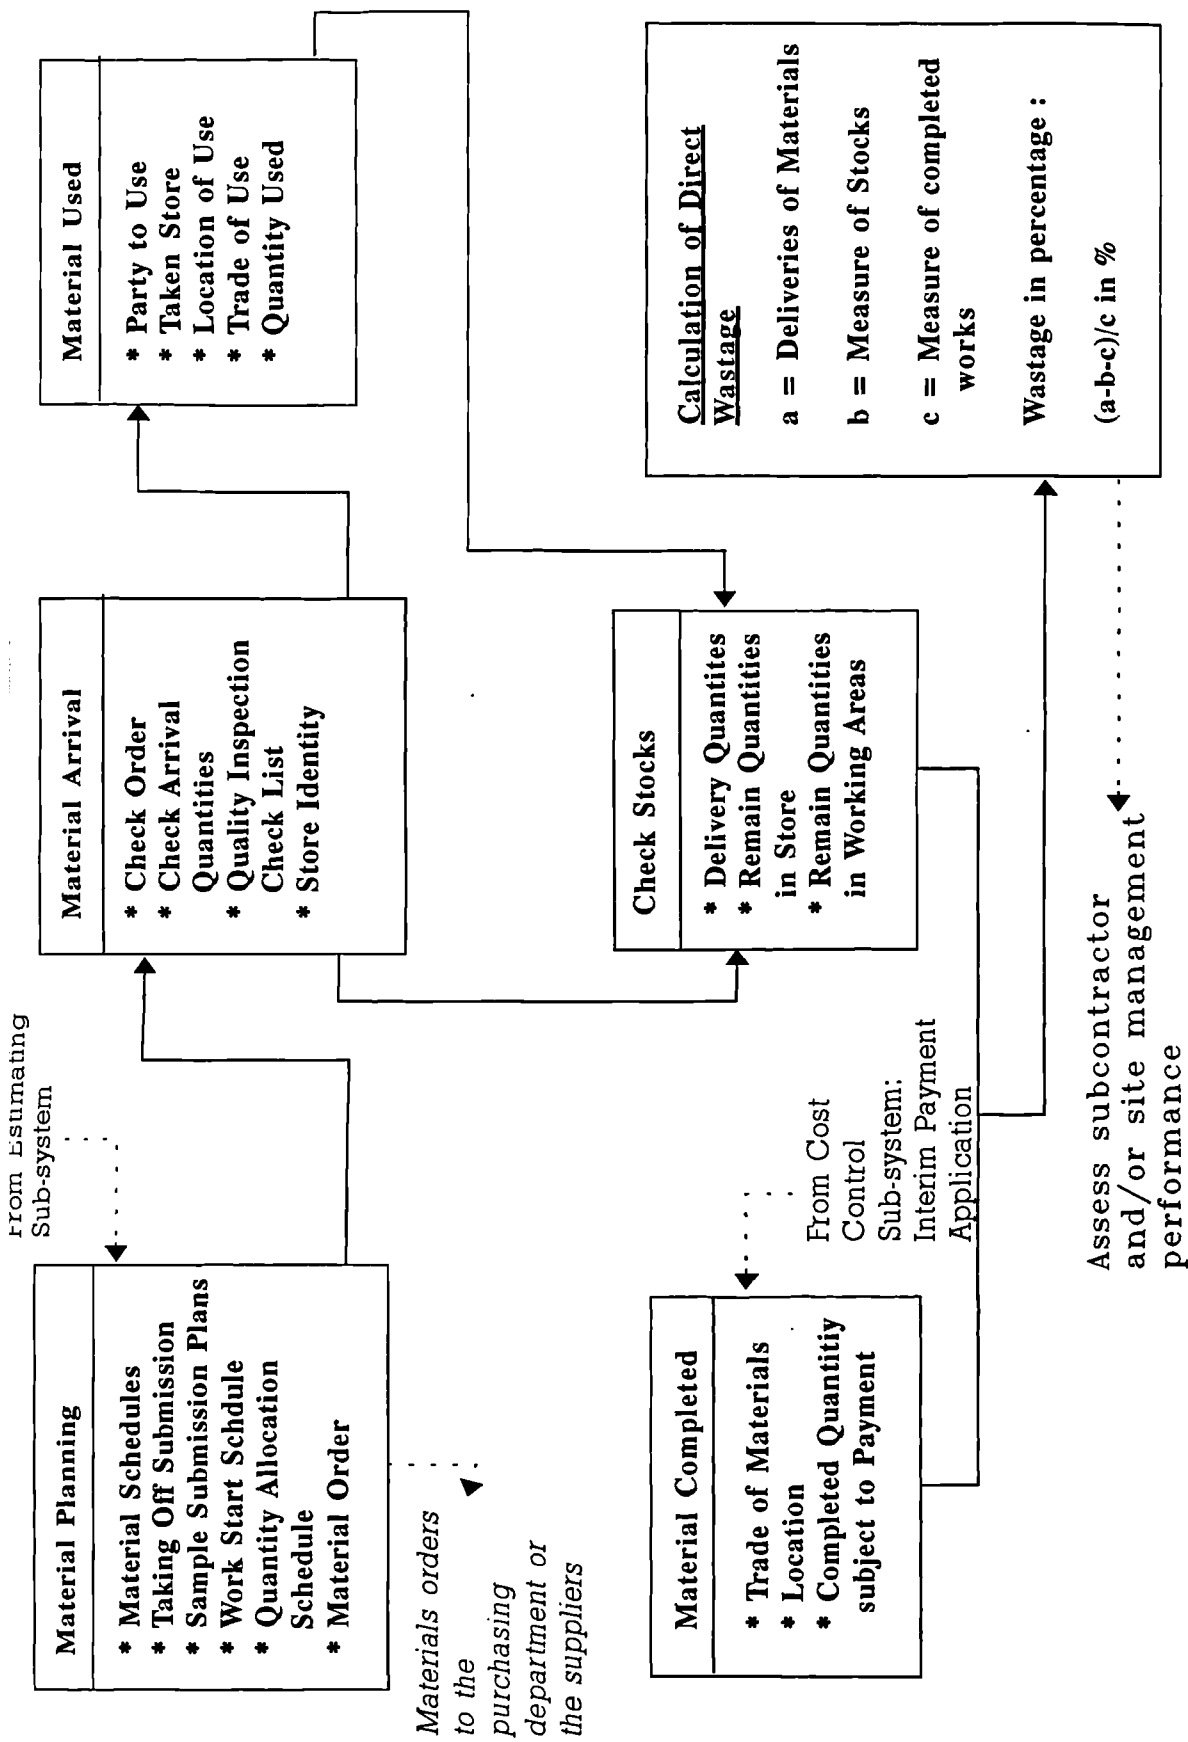 From Estimating
Sub-system
Material Planning
* Material Schedules
* Taking Off Submission
* Sample Submission Plans
* Work Start Schdule
* Quantity Allocation
Schedule
* Material Order
Materials orders
to the
purchasing
department or
the suppliers
Material Arrival
* Check Order
* Check Arrival
Quantities
* Quality Inspection
Check List
* Store Identity
Material Used
* Party to Use
* Taken Store
* Location of Use
* Trade of Use
* Quantity Used
Material Completed
* Trade of Materials
* Location
* Completed Quantitiy
subject to Payment
From Cost
Control
Sub-system:
Interim Payment
Application
Check Stocks
* Delivery Quantites
* Remain Quantities
in Store
* Remain Quantities
in Working Areas
Calculation of Direct
Wastage
a = Deliveries of Materials
b = Measure of Stocks
c = Measure of completed
works
Wastage in percentage :
(a-b-c)/c in %
Assess subcontractor
and/or site management
performance